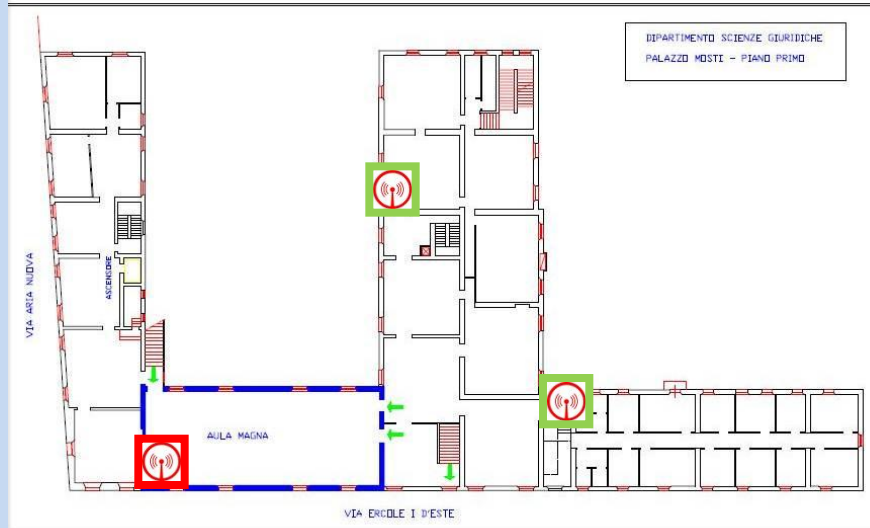 DIPARTIMENTO SCIENZE GIURIDICHE
PALAZZO MOSTI - PIANO PRIMO
VIA ARIA NUOVA
ASCENSORE
AULA MAGNA
VIA ERCOLE I D'ESTE